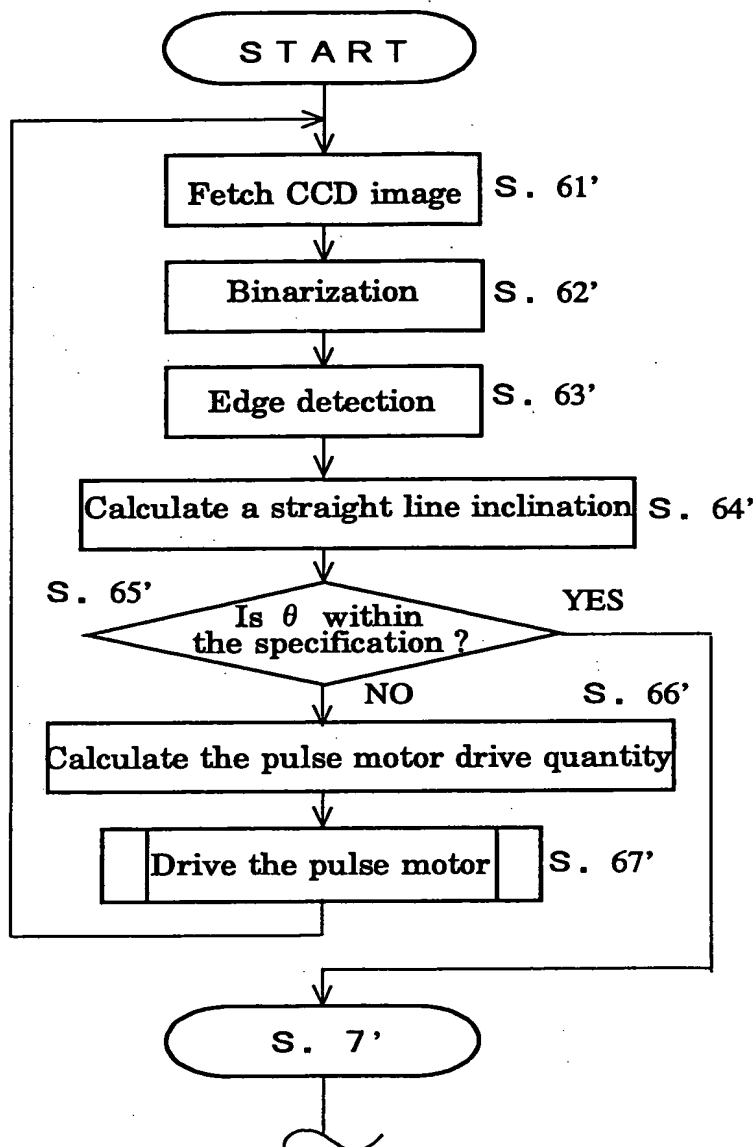 START
Fetch CCD image S. 61’
Binarization S. 62’
Edge detection S. 63’
Calculate a straight line inclination S. 64’
S. 65’
Is θ within
the specification ?
YES
NO
S. 66’
Calculate the pulse motor drive quantity
Drive the pulse motor S. 67’
S. 7’